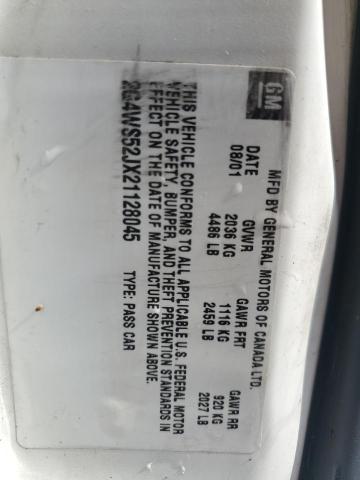 GM
MFD BY GENERAL MOTORS OF CANADA LTD.
DATE GVWR GAWR FRT GAWR RR
08/01 2036 KG 1116 KG 920 KG
4486 LB 2459 LB 2027 LB
THIS VEHICLE CONFORMS TO ALL APPLICABLE U.S. FEDERAL MOTOR
VEHICLE SAFETY, BUMPER, AND THEFT PREVENTION STANDARDS IN
EFFECT ON THE DATE OF MANUFACTURE SHOWN ABOVE.
2G4WS52JX21128045 TYPE: PASS CAR